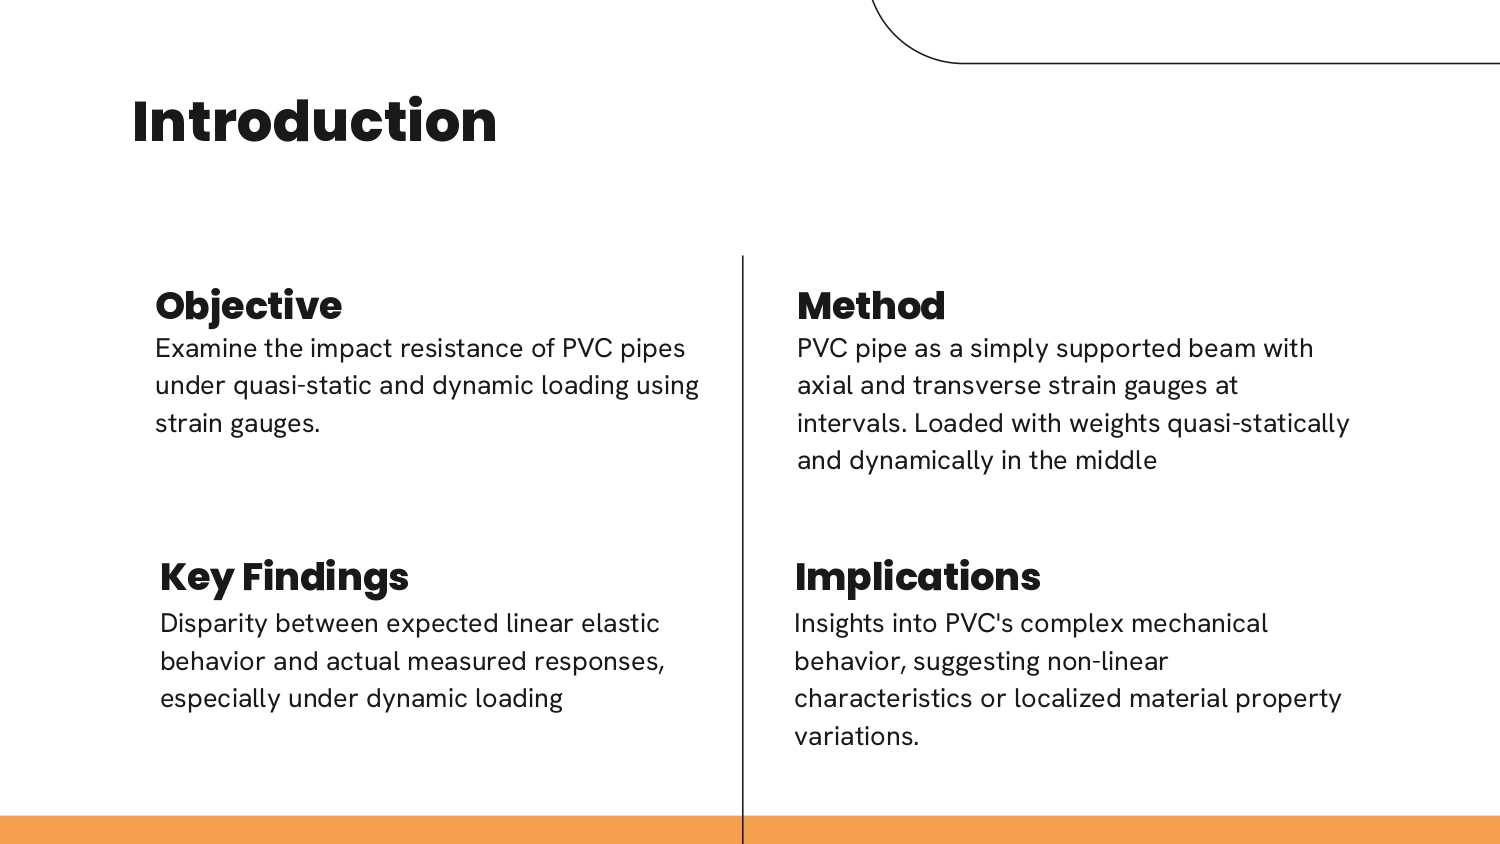 Introduction
Objective
Examine the impact resistance of PVC pipes
under quasi-static and dynamic loading using
strain gauges.
Method
PVC pipe as a simply supported beam with
axial and transverse strain gauges at
intervals. Loaded with weights quasi-statically
and dynamically in the middle
Key Findings
Disparity between expected linear elastic
behavior and actual measured responses,
especially under dynamic loading
Implications
Insights into PVC's complex mechanical
behavior, suggesting non-linear
characteristics or localized material property
variations.